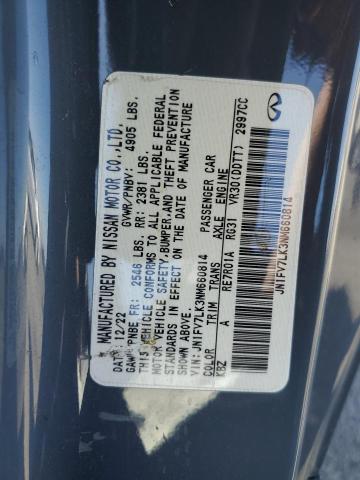 MANUFACTURED BY NISSAN MOTOR CO.,LTD.
DATE: 12/22 GVWR/PNBV: 4905 LBS.
GAWR/PNBE FR: 2546 LBS. RR: 2381 LBS.
THIS VEHICLE CONFORMS TO ALL APPLICABLE FEDERAL
MOTOR VEHICLE SAFETY,BUMPER,AND THEFT PREVENTION
STANDARDS IN EFFECT ON THE DATE OF MANUFACTURE
SHOWN ABOVE.
VIN: JN1FV7LK3NM660814 PASSENGER CAR
COLOR TRIM TRANS AXLE ENGINE
KBZ A RE7R01A RG31 VR30(DDTT) 2997CC
JN1FV7LK3NM660814